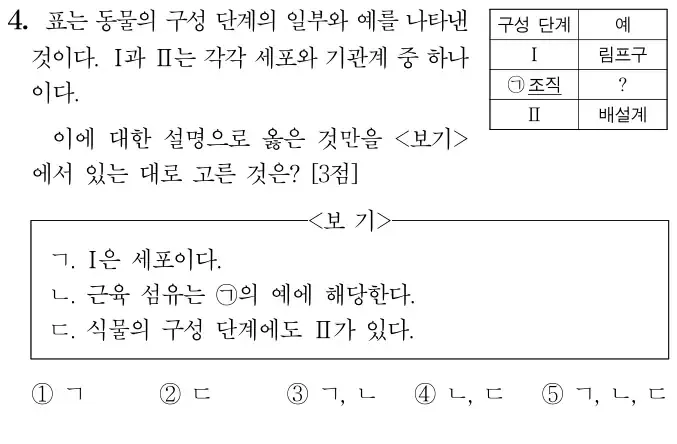 4. 표는 동물의 구성 단계의 일부와 예를 나타낸
것이다. Ⅰ과 Ⅱ는 각각 세포와 기관계 중 하나
이다.
구성 단계 예
Ⅰ 림프구
㉠조직 ?
Ⅱ 배설계
이에 대한 설명으로 옳은 것만을 <보기>
에서 있는 대로 고른 것은? [3점]
<보 기>
ㄱ. Ⅰ은 세포이다.
ㄴ. 근육 섬유는 ㉠의 예에 해당한다.
ㄷ. 식물의 구성 단계에도 Ⅱ가 있다.
① ㄱ ② ㄷ ③ ㄱ, ㄴ ④ ㄴ, ㄷ ⑤ ㄱ, ㄴ, ㄷ